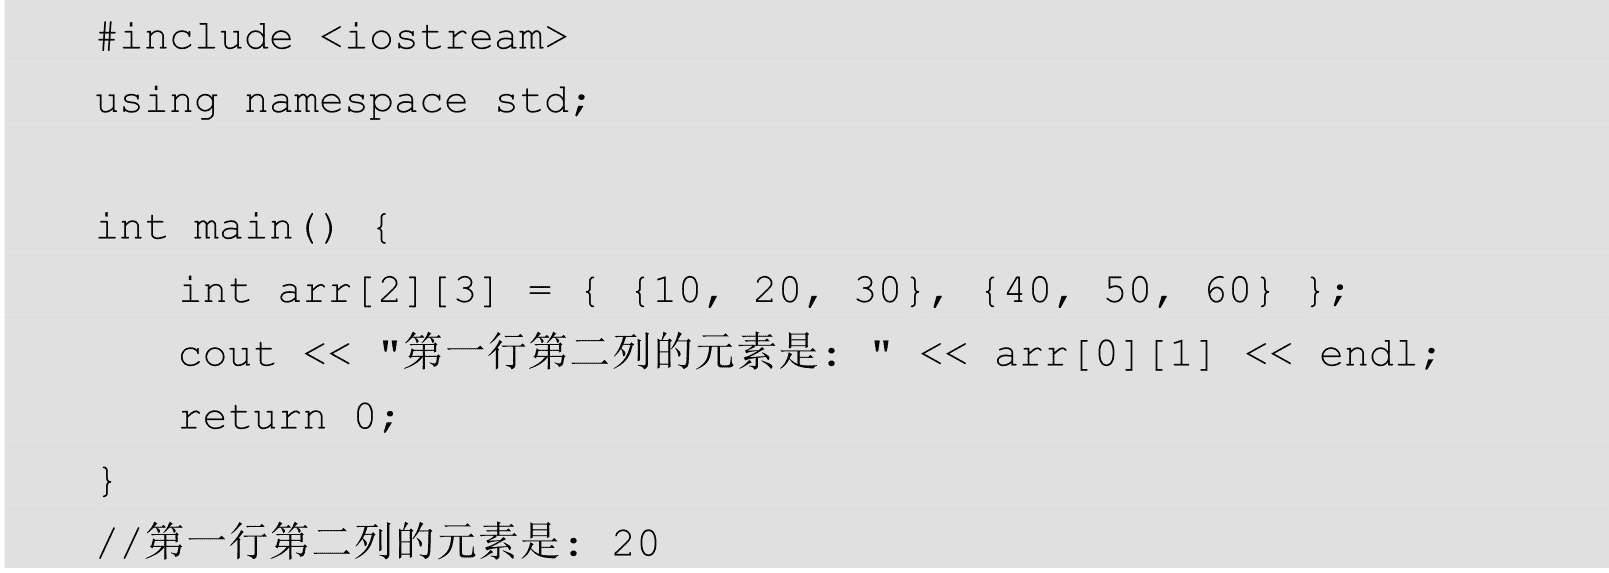 #include <iostream>
using namespace std;
int main() {
int arr[2][3] = { {10, 20, 30}, {40, 50, 60} };
cout << "第一行第二列的元素是：" << arr[0][1] << endl;
return 0;
}
//第一行第二列的元素是：20